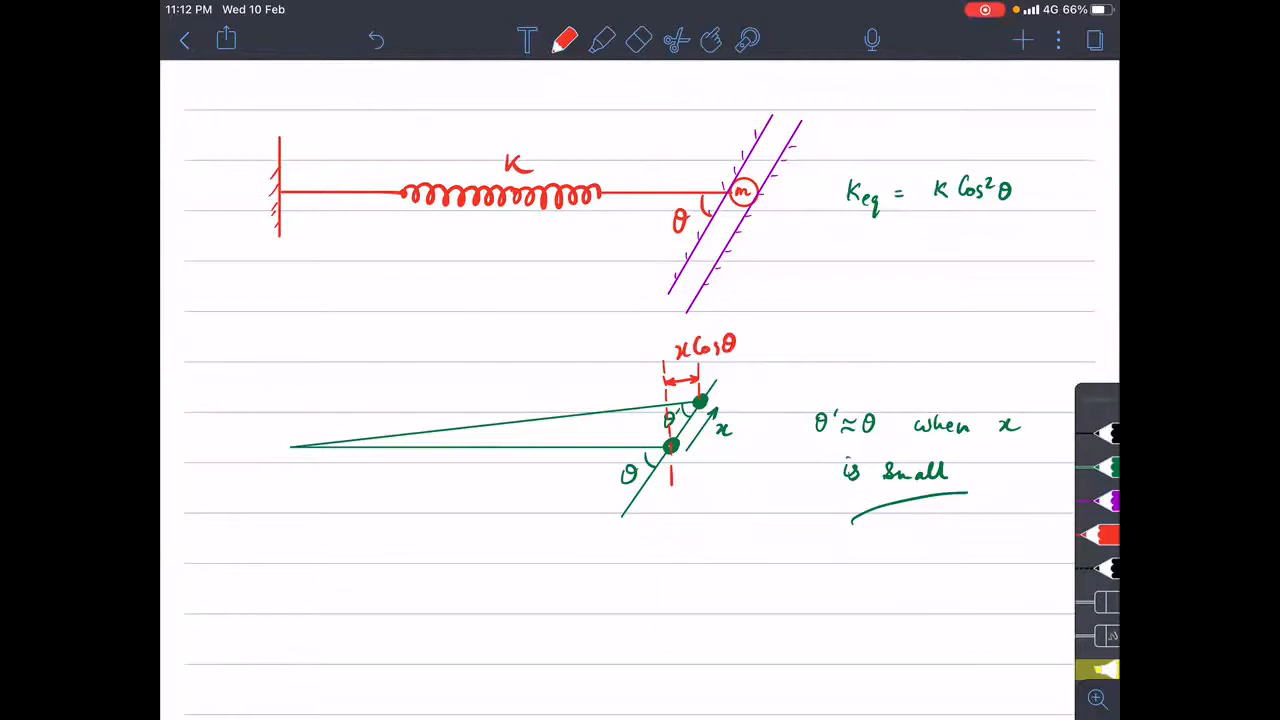 11:12 PM Wed 10 Feb
4G 66%
K
m
θ
Keq = K Cos²θ
x Cosθ
θ'
x
θ
θ' ≈ θ when x
is small